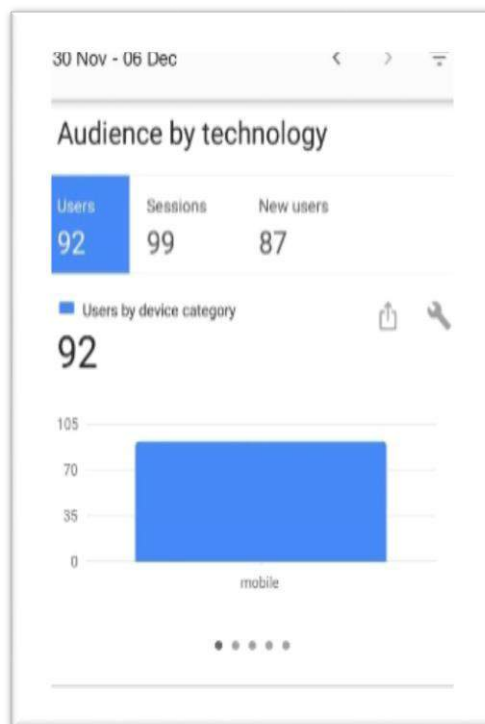 30 Nov - 06 Dec
Audience by technology
Users Sessions New users
92 99 87
Users by device category
92
105
70
35
0
mobile